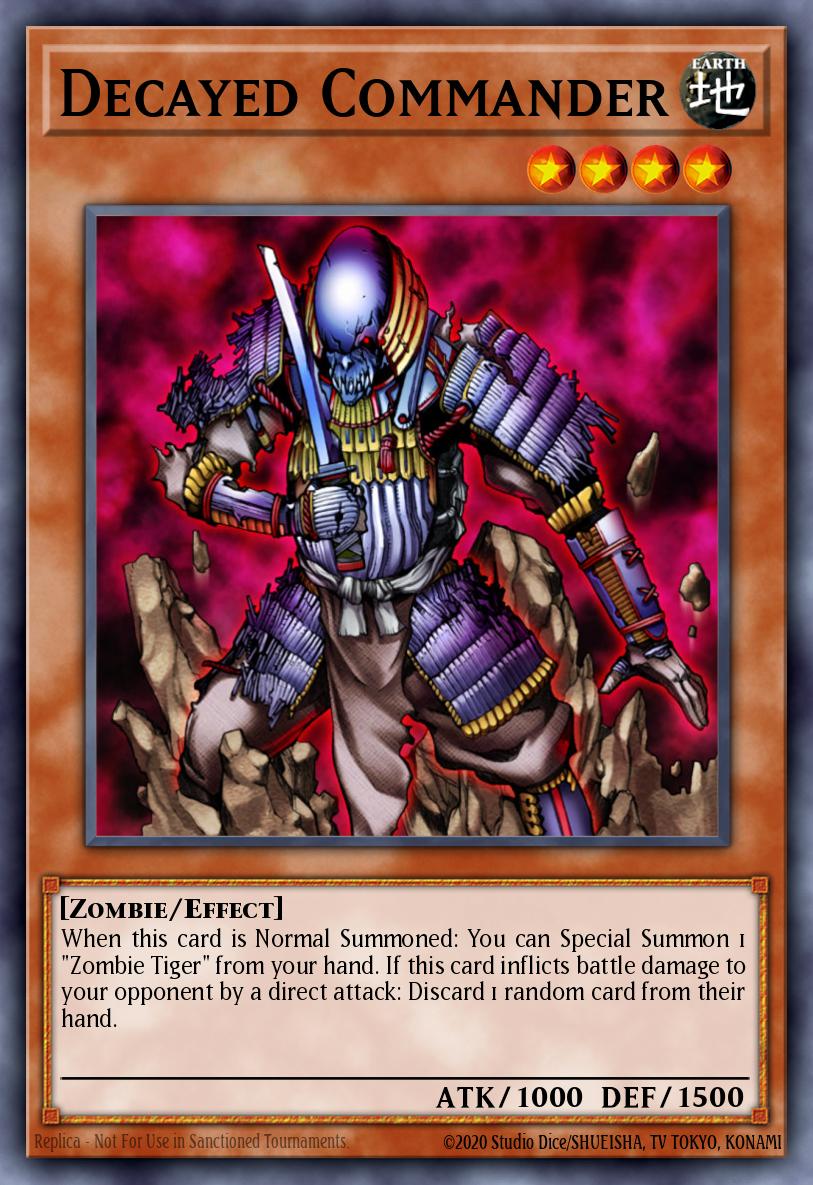 Decayed Commander
EARTH
地
[Zombie/Effect]
When this card is Normal Summoned: You can Special Summon 1
"Zombie Tiger" from your hand. If this card inflicts battle damage to
your opponent by a direct attack: Discard 1 random card from their
hand.
ATK/1000 DEF/1500
Replica - Not For Use in Sanctioned Tournaments.
©2020 Studio Dice/SHUEISHA, TV TOKYO, KONAMI